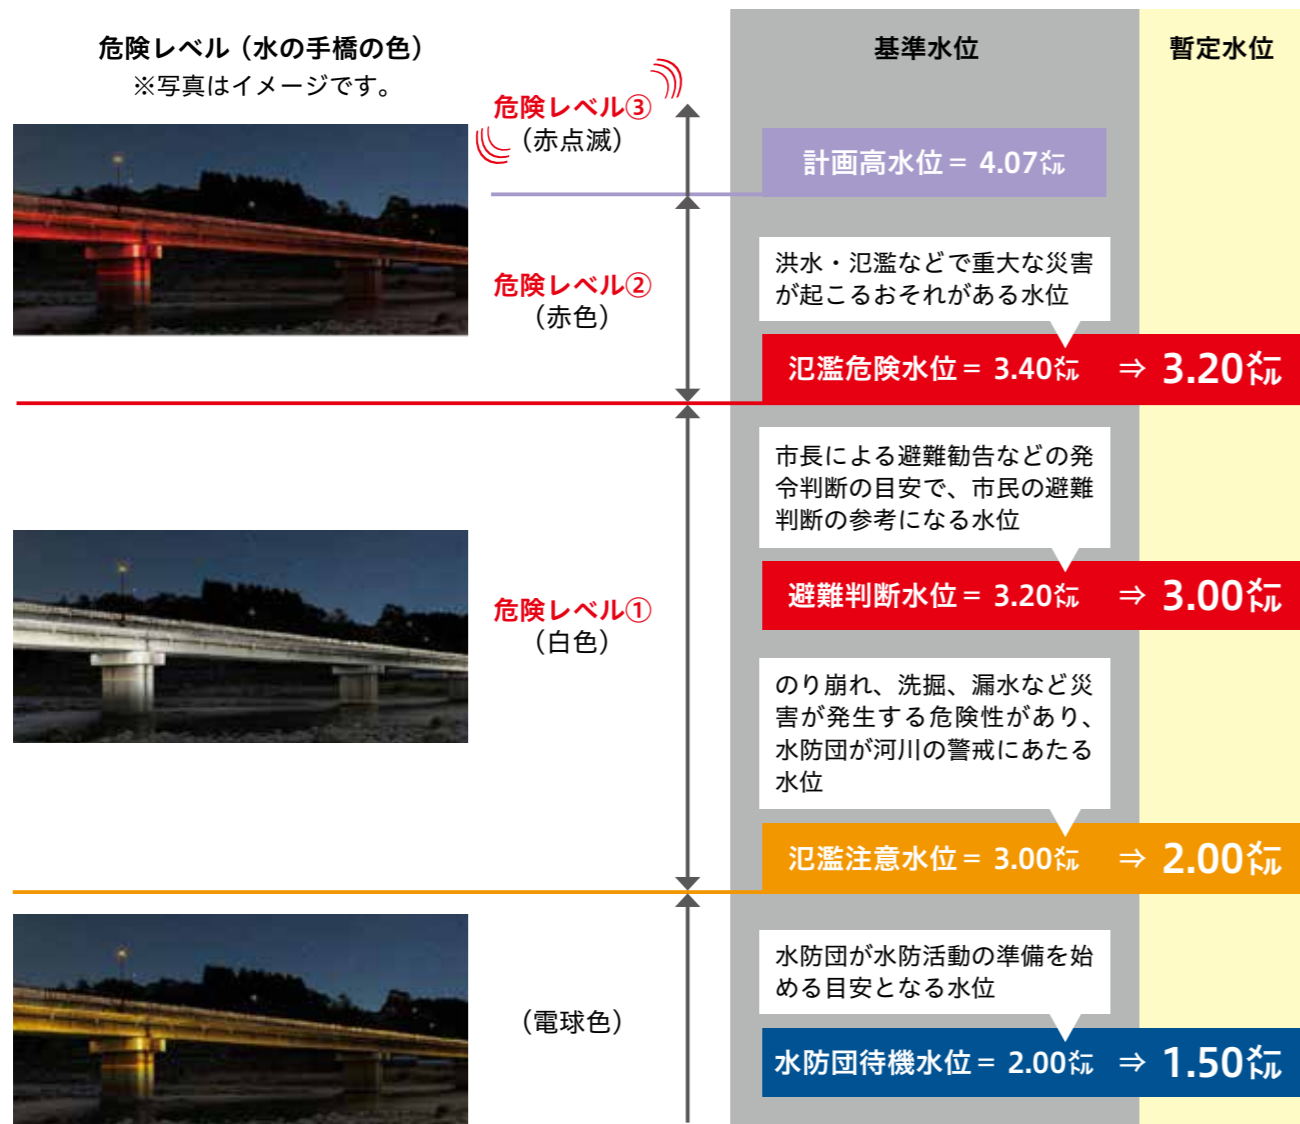 危険レベル（水の手橋の色）
※写真はイメージです。
基準水位
暫定水位
危険レベル③
（赤点滅）
計画高水位＝ 4.07メートル
危険レベル②
（赤色）
洪水・氾濫などで重大な災害
が起こるおそれがある水位
氾濫危険水位＝ 3.40メートル ⇒ 3.20メートル
市長による避難勧告などの発
令判断の目安で、市民の避難
判断の参考になる水位
避難判断水位＝ 3.20メートル ⇒ 3.00メートル
危険レベル①
（白色）
のり崩れ、洗掘、漏水など災
害が発生する危険性があり、
水防団が河川の警戒にあたる
水位
氾濫注意水位＝ 3.00メートル ⇒ 2.00メートル
（電球色）
水防団が水防活動の準備を始
める目安となる水位
水防団待機水位＝ 2.00メートル ⇒ 1.50メートル